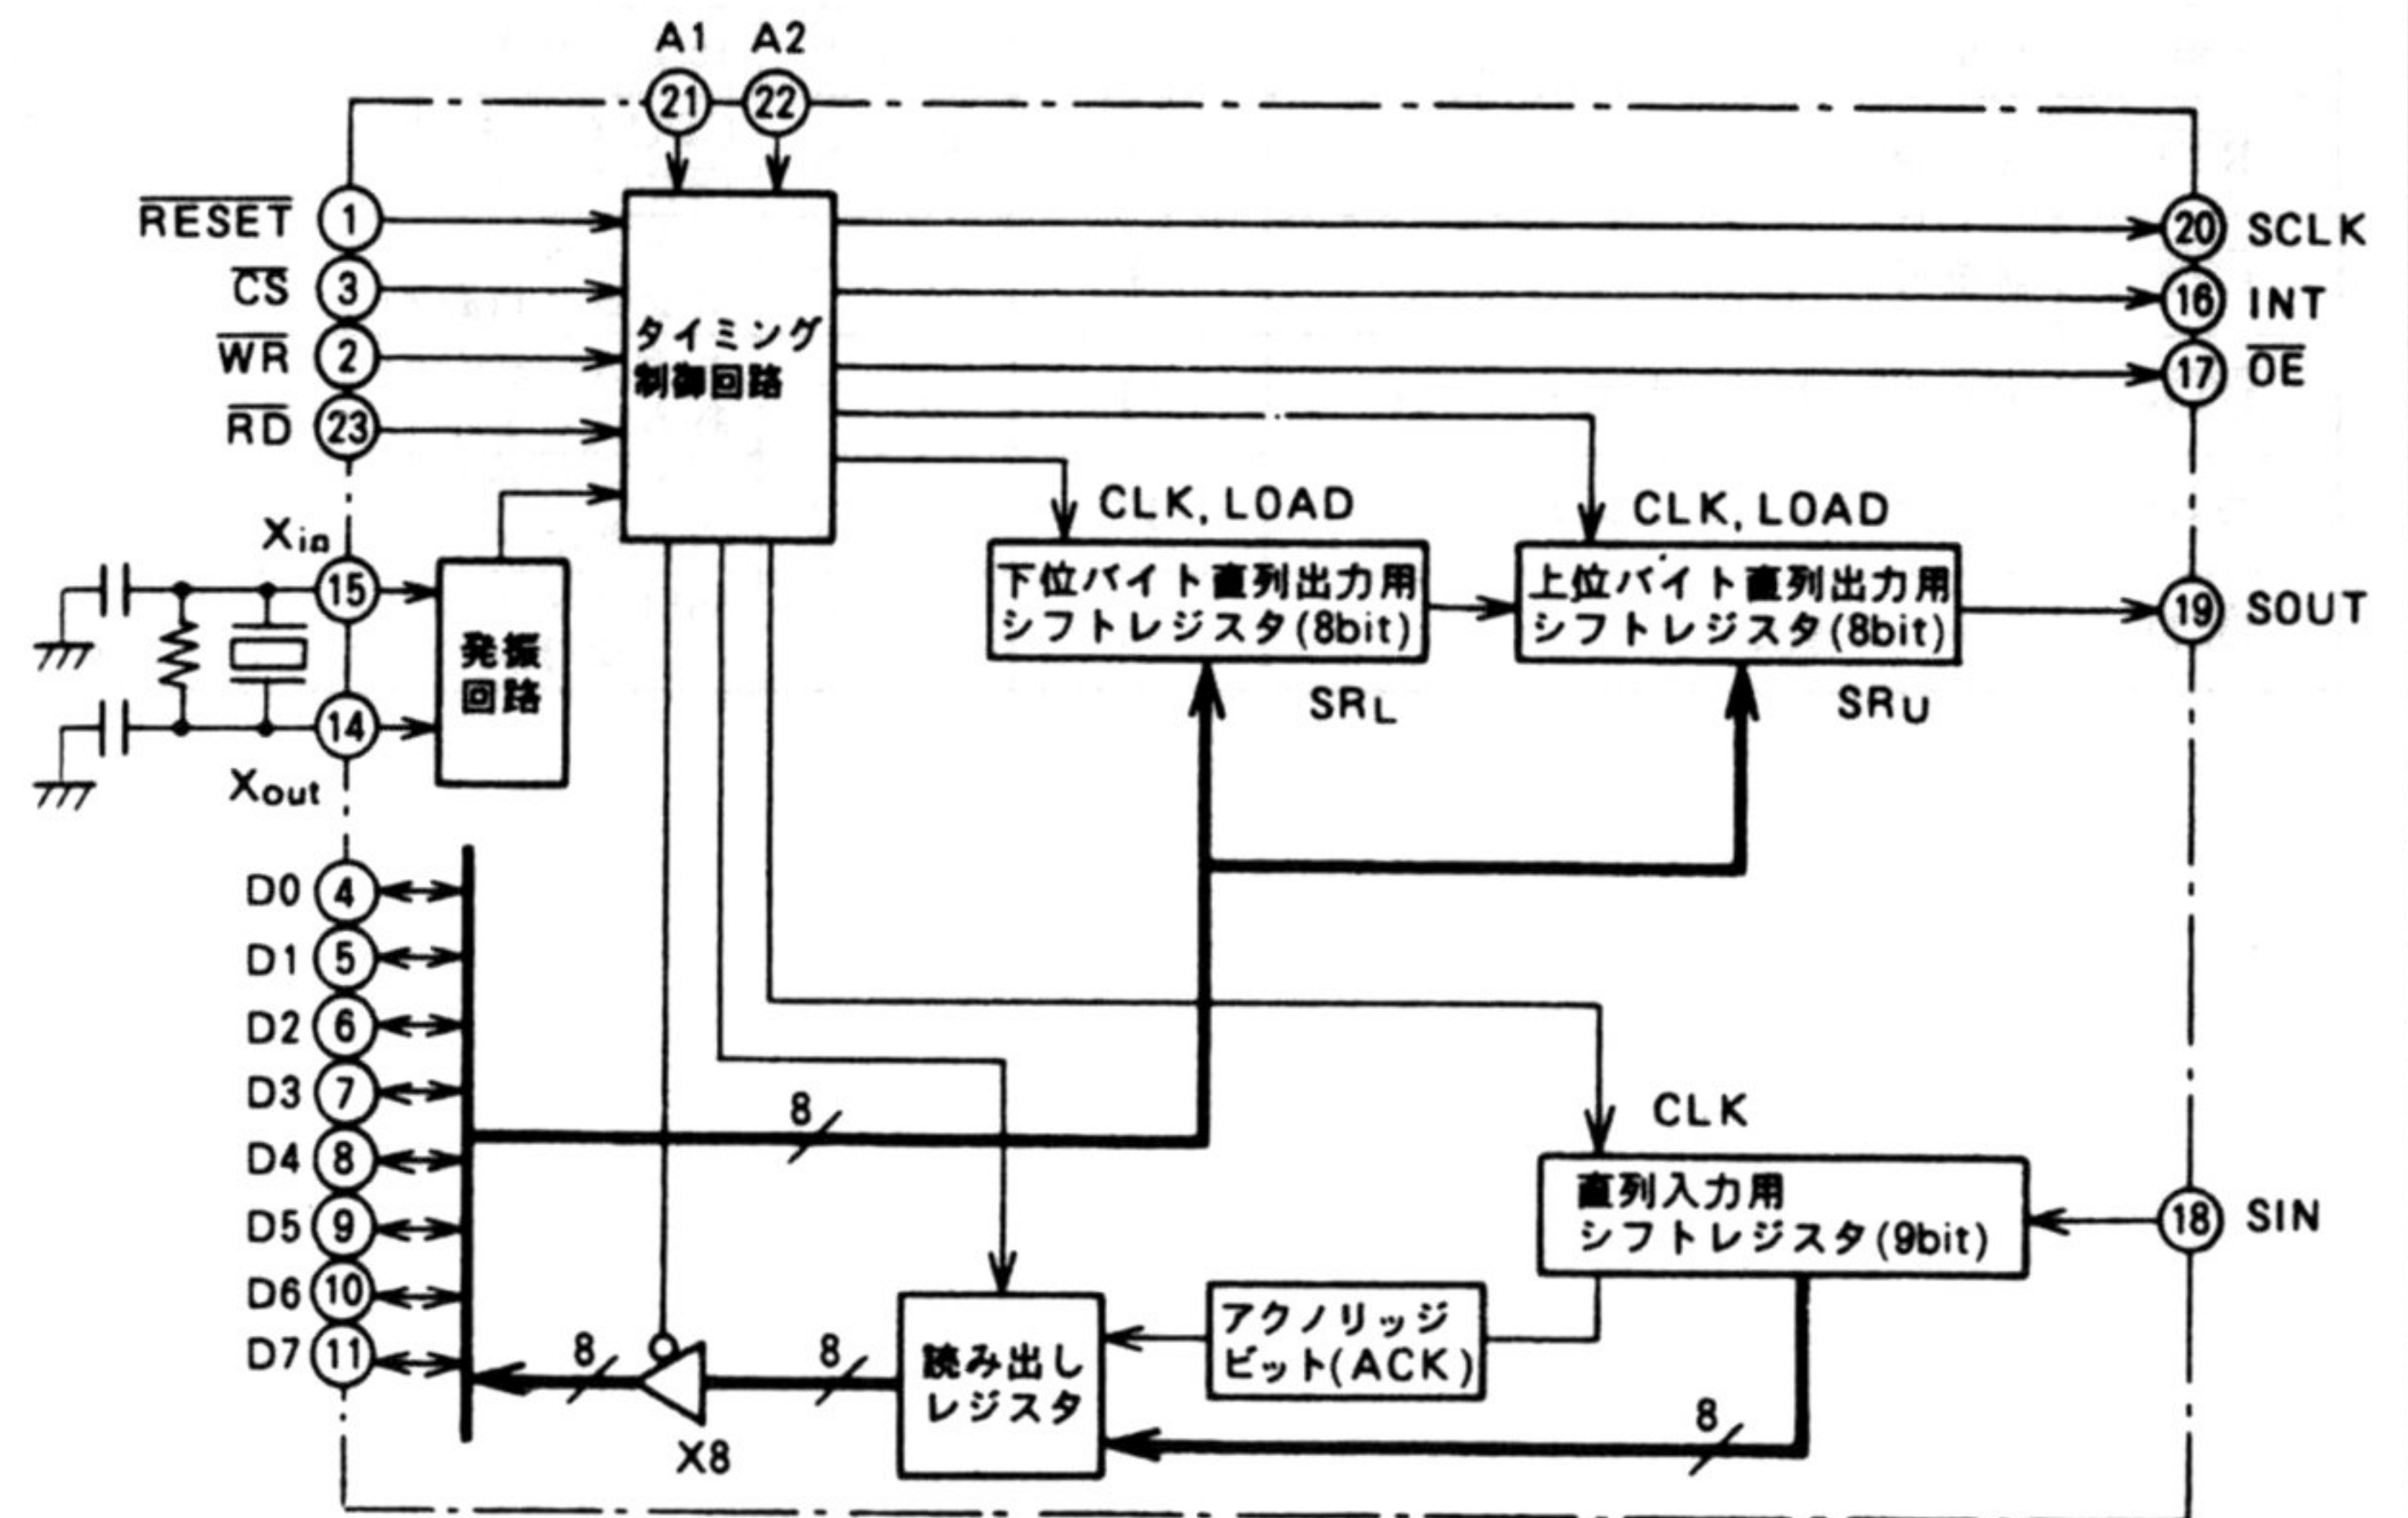 A1 A2
21 22
RESET 1
CS 3
WR 2
RD 23
タイミング
制御回路
20 SCLK
16 INT
17 OE
Xin
15
14
Xout
発振
回路
CLK, LOAD
下位バイト直列出力用
シフトレジスタ(8bit)
SRL
CLK, LOAD
上位バイト直列出力用
シフトレジスタ(8bit)
SRU
19 SOUT
D0 4
D1 5
D2 6
D3 7
D4 8
D5 9
D6 10
D7 11
8
CLK
直列入力用
シフトレジスタ(9bit)
18 SIN
アクノリッジ
ビット(ACK)
読み出し
レジスタ
8
8
8
X8